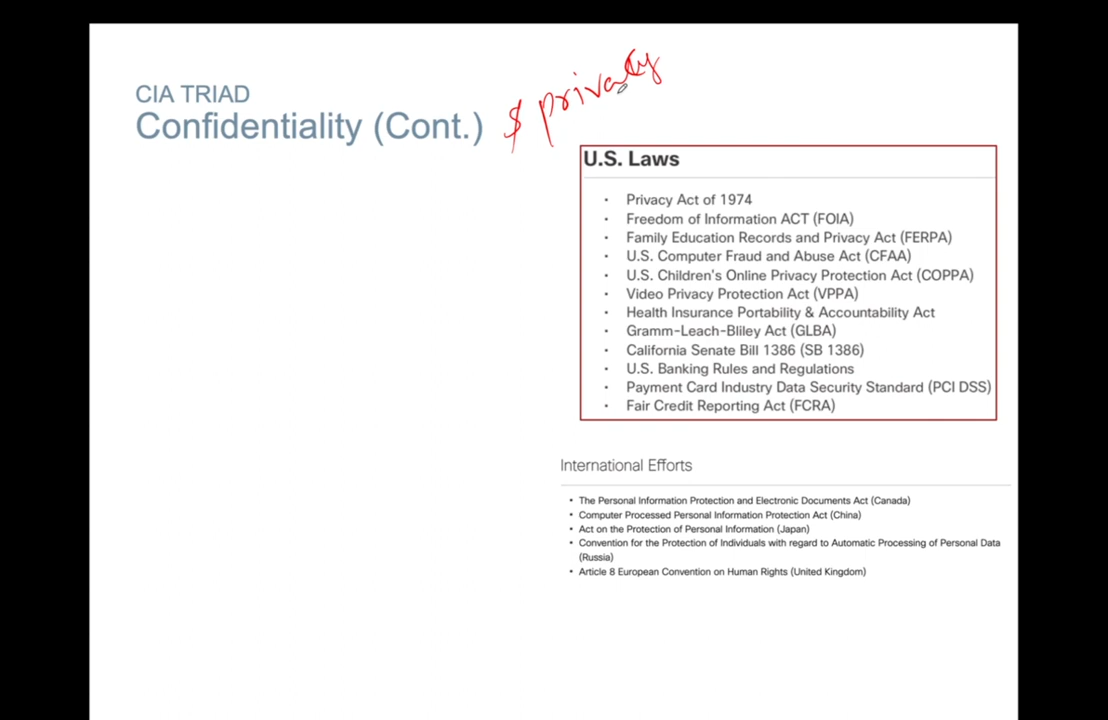 CIA TRIAD
Confidentiality (Cont.) $ privacy
U.S. Laws
• Privacy Act of 1974
• Freedom of Information ACT (FOIA)
• Family Education Records and Privacy Act (FERPA)
• U.S. Computer Fraud and Abuse Act (CFAA)
• U.S. Children's Online Privacy Protection Act (COPPA)
• Video Privacy Protection Act (VPPA)
• Health Insurance Portability & Accountability Act
• Gramm-Leach-Bliley Act (GLBA)
• California Senate Bill 1386 (SB 1386)
• U.S. Banking Rules and Regulations
• Payment Card Industry Data Security Standard (PCI DSS)
• Fair Credit Reporting Act (FCRA)
International Efforts
• The Personal Information Protection and Electronic Documents Act (Canada)
• Computer Processed Personal Information Protection Act (China)
• Act on the Protection of Personal Information (Japan)
• Convention for the Protection of Individuals with regard to Automatic Processing of Personal Data
(Russia)
• Article 8 European Convention on Human Rights (United Kingdom)